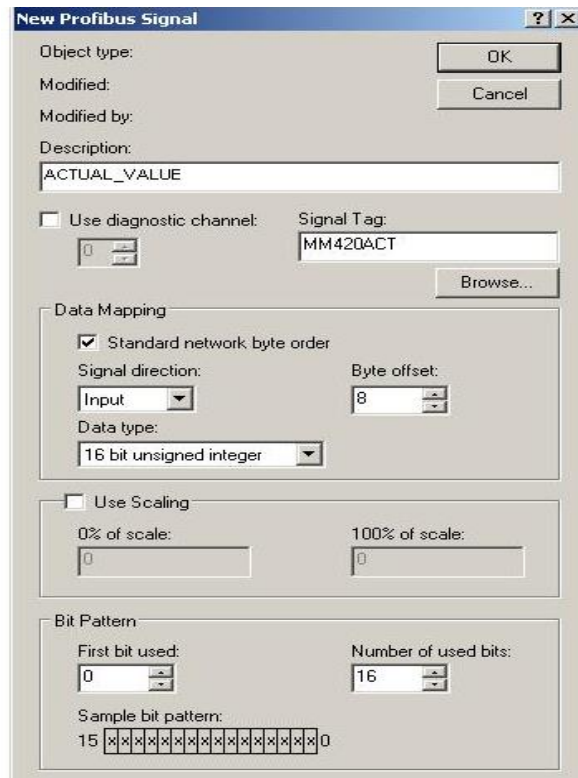 New Profibus Signal
Object type:
OK
Modified:
Cancel
Modified by:
Description:
ACTUAL_VALUE
Use diagnostic channel:
Signal Tag:
0
MM420ACT
Browse...
Data Mapping
Standard network byte order
Signal direction:
Byte offset:
Input
8
Data type:
16 bit unsigned integer
Use Scaling
0% of scale:
100% of scale:
0
0
Bit Pattern
First bit used:
Number of used bits:
0
16
Sample bit pattern:
15 xxxxxxxxxxxxxxxx 0